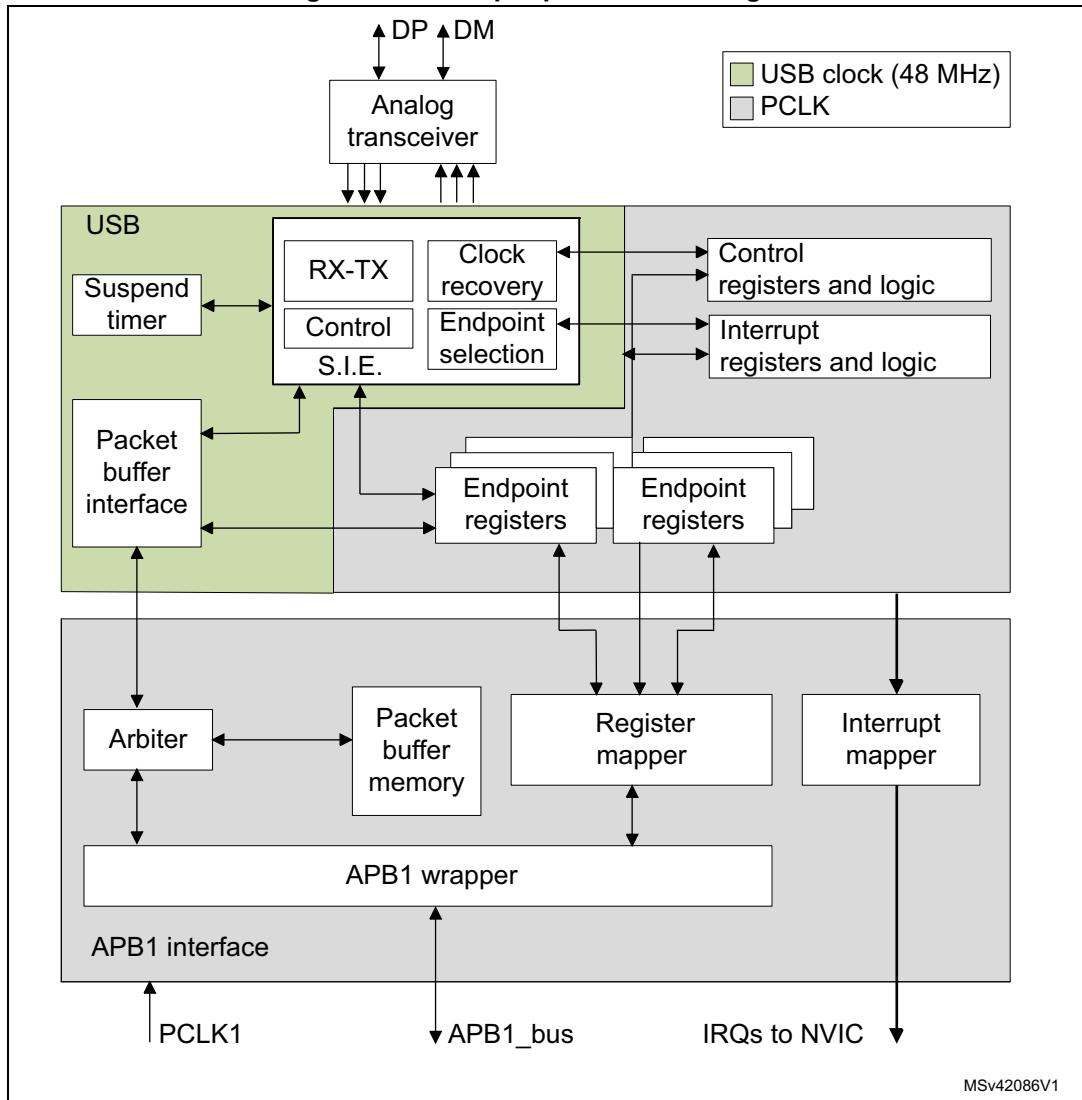 DP DM
Analog
transceiver
USB clock (48 MHz)
PCLK
USB
RX-TX
Clock
recovery
Control
registers and logic
Suspend
timer
Control
Endpoint
selection
Interrupt
registers and logic
S.I.E.
Packet
buffer
interface
Endpoint
registers
Endpoint
registers
Arbiter
Packet
buffer
memory
Register
mapper
Interrupt
mapper
APB1 wrapper
APB1 interface
PCLK1
APB1_bus
IRQs to NVIC
MSv42086V1